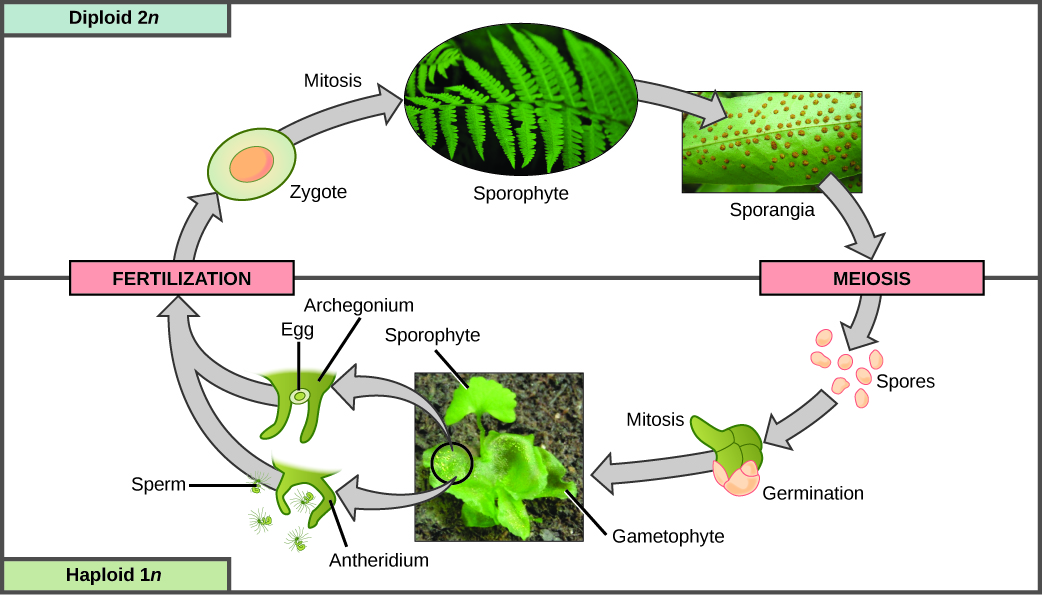 Diploid 2n
Mitosis
Zygote
Sporophyte
Sporangia
FERTILIZATION
MEIOSIS
Archegonium
Egg
Sporophyte
Spores
Mitosis
Sperm
Germination
Gametophyte
Antheridium
Haploid 1n